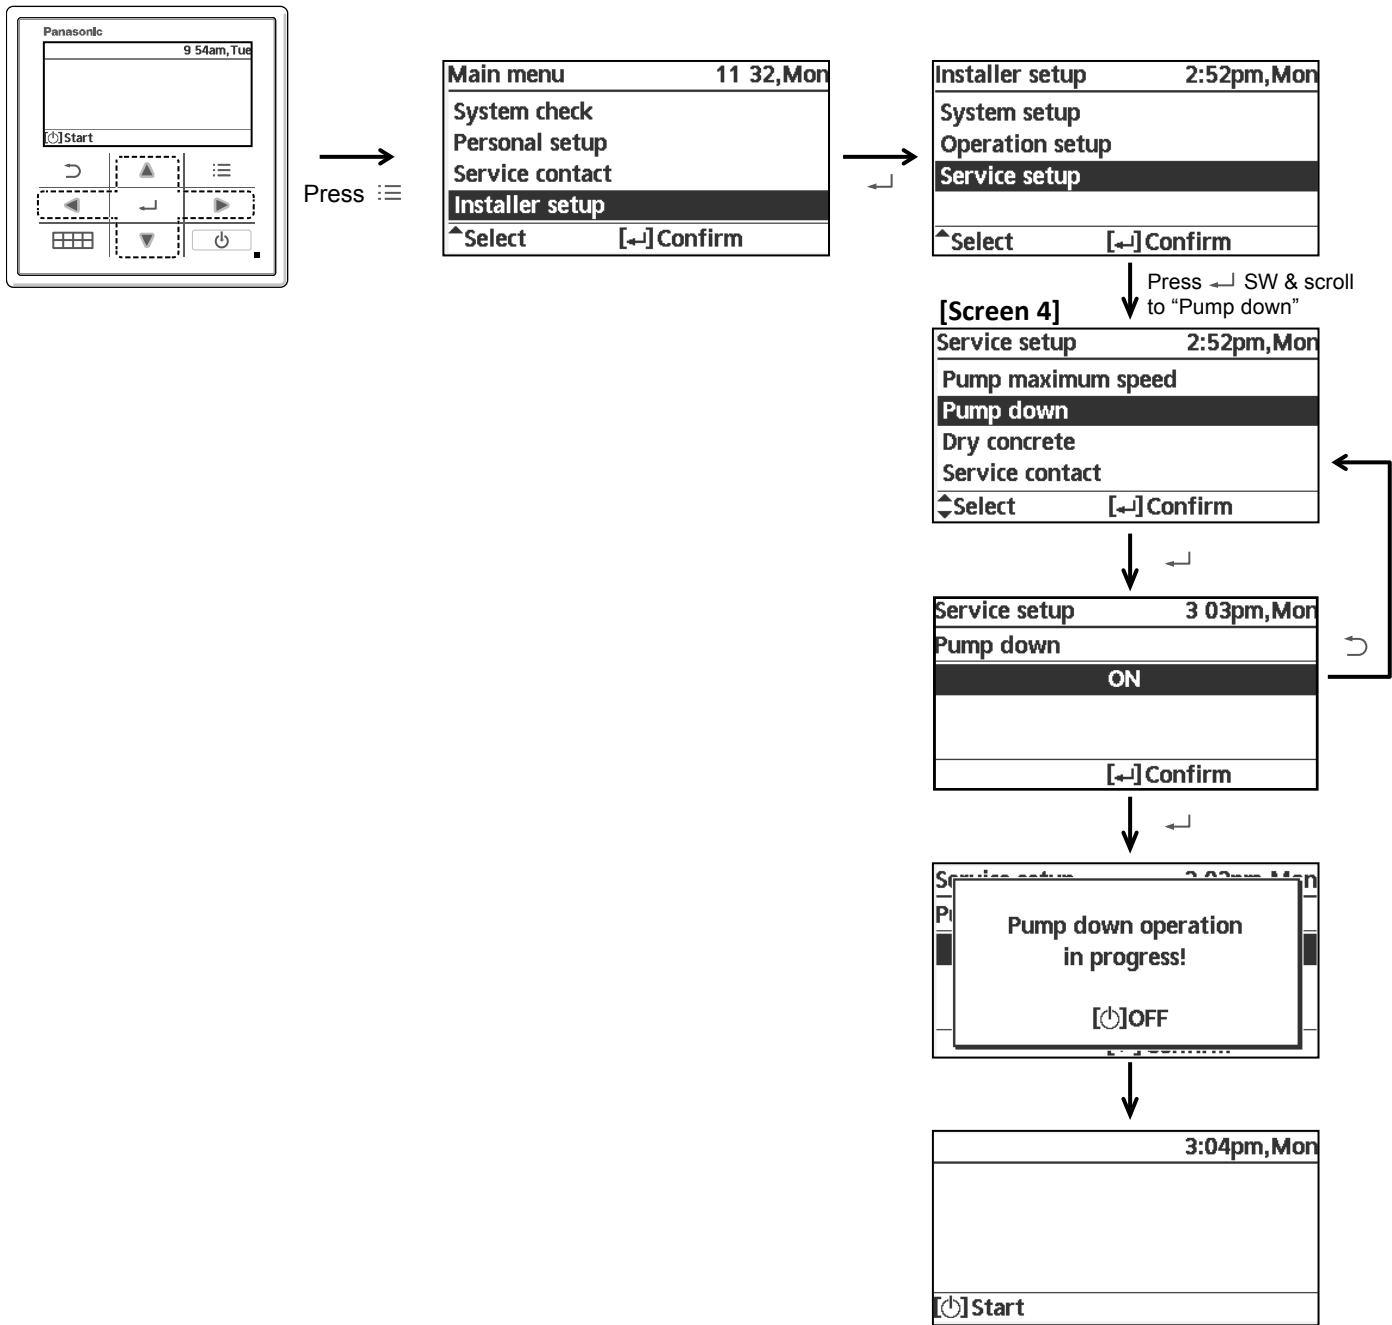 Panasonic
9 54am,Tue
[⏻]Start
Press
Main menu 11 32,Mon
System check
Personal setup
Service contact
Installer setup
Select [↵]Confirm
Installer setup 2:52pm,Mon
System setup
Operation setup
Service setup
Select [↵]Confirm
Press ↵ SW & scroll
to “Pump down”
[Screen 4]
Service setup 2:52pm,Mon
Pump maximum speed
Pump down
Dry concrete
Service contact
Select [↵]Confirm
Service setup 3 03pm,Mon
Pump down
ON
[↵]Confirm
Pump down operation
in progress!
[⏻]OFF
3:04pm,Mon
[⏻]Start